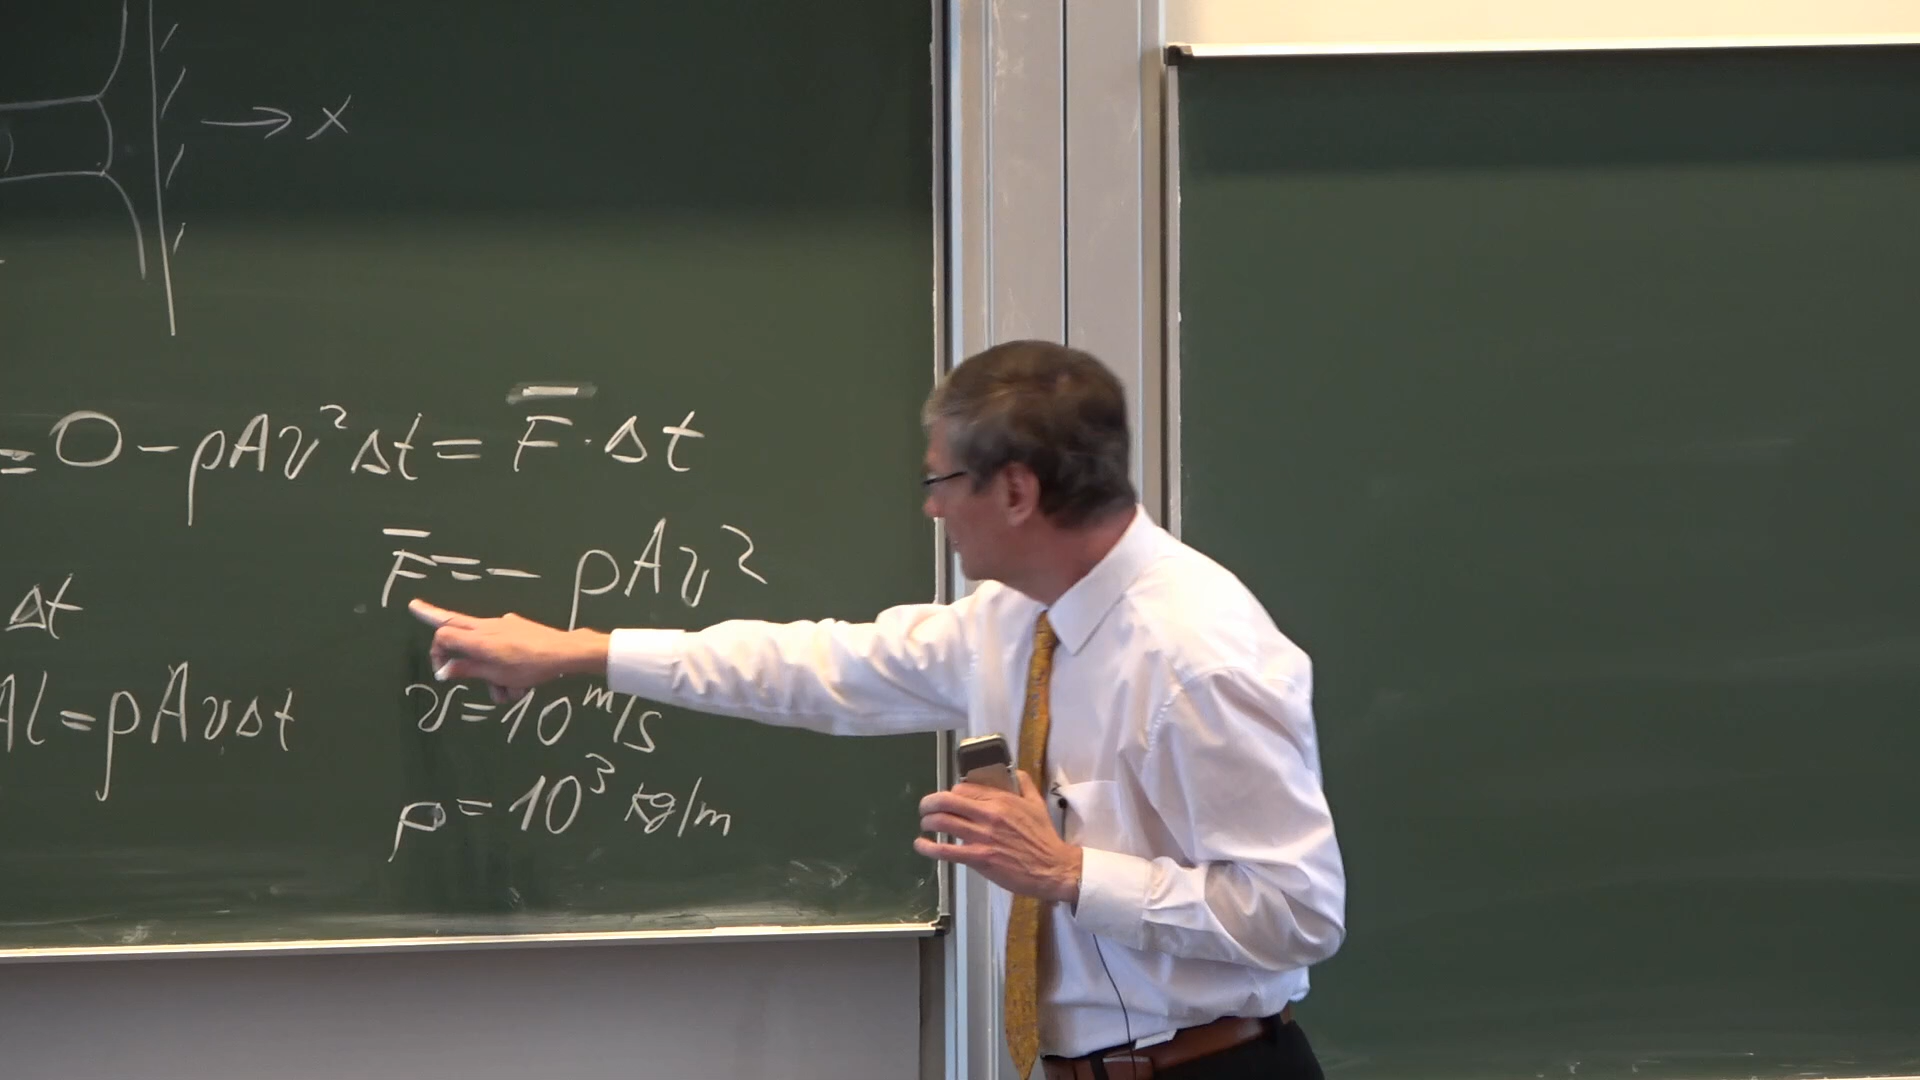 → x
= 0 - ρAv² Δt = F̅ · Δt
F̅ = - ρAv²
Δt
Al = ρAvΔt
v = 10 m/s
ρ = 10³ kg/m